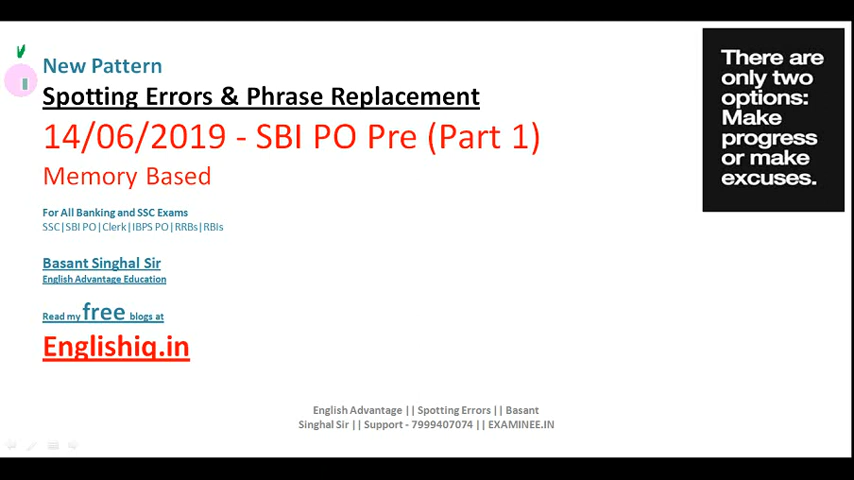 New Pattern
Spotting Errors & Phrase Replacement
14/06/2019 - SBI PO Pre (Part 1)
Memory Based
For All Banking and SSC Exams
SSC|SBI PO|Clerk|IBPS PO|RRBs|RBIs
Basant Singhal Sir
English Advantage Education
Read my free blogs at
Englishiq.in
There are
only two
options:
Make
progress
or make
excuses.
English Advantage || Spotting Errors || Basant
Singhal Sir || Support - 7999407074 || EXAMINEE.IN